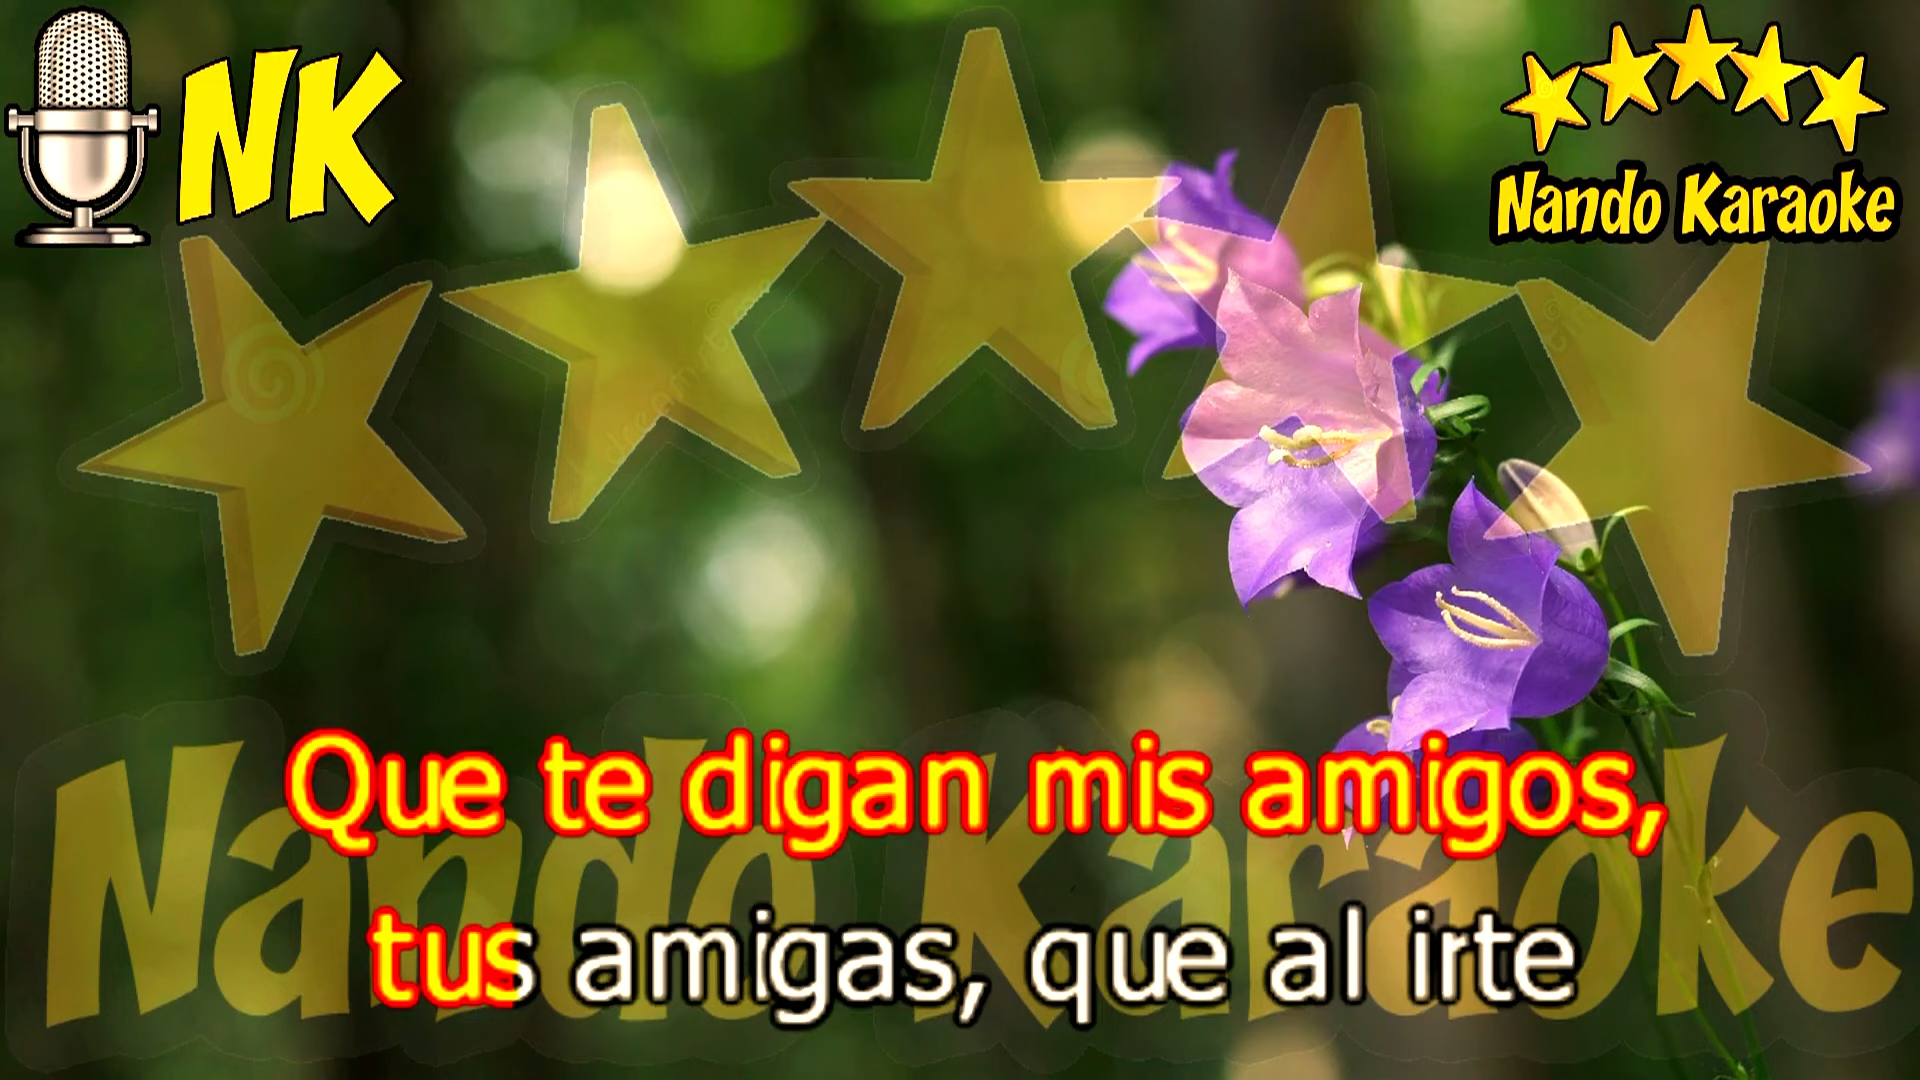 NK
Nando Karaoke
Que te digan mis amigos,
tus amigas, que al irte
Nando Karaoke